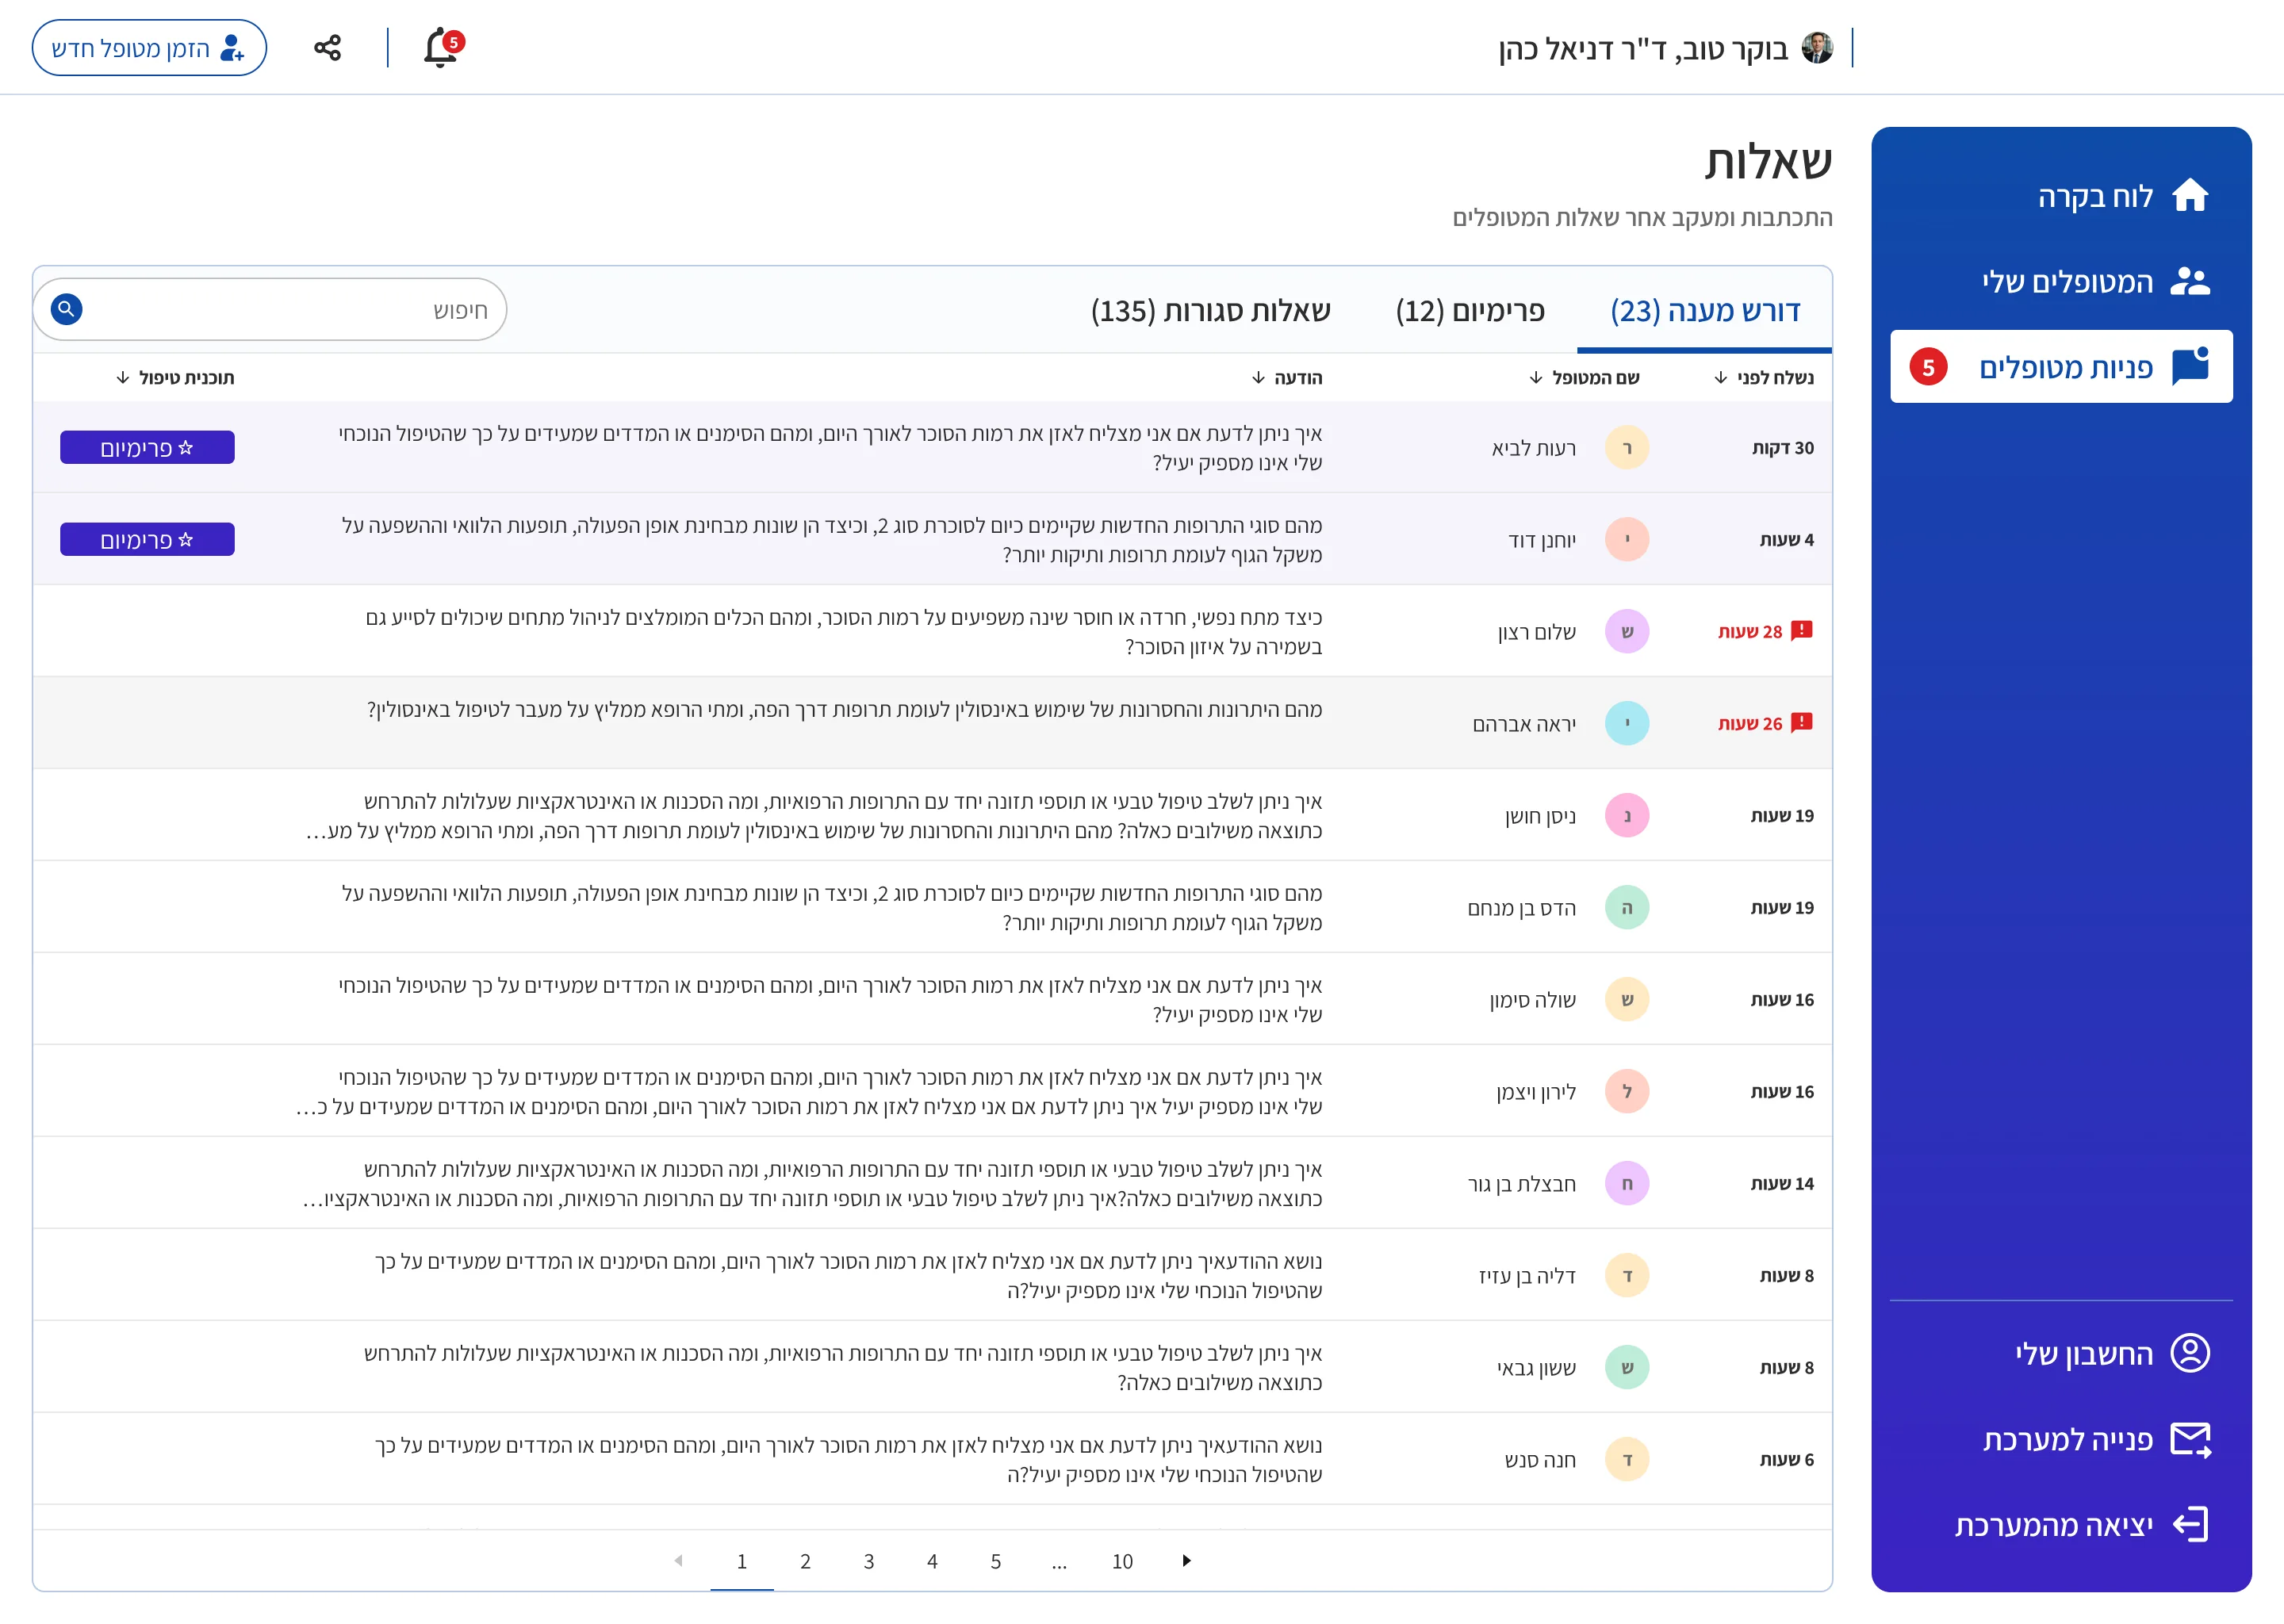 בוקר טוב, ד"ר דניאל כהן
5
הזמן מטופל חדש
לוח בקרה
המטופלים שלי
פניות מטופלים
5
החשבון שלי
פנייה למערכת
יציאה מהמערכת
שאלות
התכתבות ומעקב אחר שאלות המטופלים
דורש מענה (23)
פרימיום (12)
שאלות סגורות (135)
חיפוש
נשלח לפני
שם המטופל
הודעה
תוכנית טיפול
30 דקות
ר
רעות לביא
איך ניתן לדעת אם אני מצליח לאזן את רמות הסוכר לאורך היום, ומהם הסימנים או המדדים שמעידים על כך שהטיפול הנוכחי
שלי אינו מספיק יעיל?
פרימיום
4 שעות
י
יוחנן דוד
מהם סוגי התרופות החדשות שקיימים כיום לסוכרת סוג 2, וכיצד הן שונות מבחינת אופן הפעולה, תופעות הלוואי וההשפעה על
משקל הגוף לעומת תרופות ותיקות יותר?
פרימיום
28 שעות
ש
שלום רצון
כיצד מתח נפשי, חרדה או חוסר שינה משפיעים על רמות הסוכר, ומהם הכלים המומלצים לניהול מתחים שיכולים לסייע גם
בשמירה על איזון הסוכר?
26 שעות
י
יראה אברהם
מהם היתרונות והחסרונות של שימוש באינסולין לעומת תרופות דרך הפה, ומתי הרופא ממליץ על מעבר לטיפול באינסולין?
19 שעות
נ
ניסן חושן
איך ניתן לשלב טיפול טבעי או תוספי תזונה יחד עם התרופות הרפואיות, ומה הסכנות או האינטראקציות שעלולות להתרחש
כתוצאה משילובים כאלה? מהם היתרונות והחסרונות של שימוש באינסולין לעומת תרופות דרך הפה, ומתי הרופא ממליץ על מע...
19 שעות
ה
הדס בן מנחם
מהם סוגי התרופות החדשות שקיימים כיום לסוכרת סוג 2, וכיצד הן שונות מבחינת אופן הפעולה, תופעות הלוואי וההשפעה על
משקל הגוף לעומת תרופות ותיקות יותר?
16 שעות
ש
שולה סימון
איך ניתן לדעת אם אני מצליח לאזן את רמות הסוכר לאורך היום, ומהם הסימנים או המדדים שמעידים על כך שהטיפול הנוכחי
שלי אינו מספיק יעיל?
16 שעות
ל
לירון ויצמן
איך ניתן לדעת אם אני מצליח לאזן את רמות הסוכר לאורך היום, ומהם הסימנים או המדדים שמעידים על כך שהטיפול הנוכחי
שלי אינו מספיק יעיל איך ניתן לדעת אם אני מצליח לאזן את רמות הסוכר לאורך היום, ומהם הסימנים או המדדים שמעידים על כ...
14 שעות
ח
חבצלת בן גור
איך ניתן לשלב טיפול טבעי או תוספי תזונה יחד עם התרופות הרפואיות, ומה הסכנות או האינטראקציות שעלולות להתרחש
כתוצאה משילובים כאלה?איך ניתן לשלב טיפול טבעי או תוספי תזונה יחד עם התרופות הרפואיות, ומה הסכנות או האינטראקציו...
8 שעות
ד
דליה בן עזיז
נושא ההודעאיך ניתן לדעת אם אני מצליח לאזן את רמות הסוכר לאורך היום, ומהם הסימנים או המדדים שמעידים על כך
שהטיפול הנוכחי שלי אינו מספיק יעיל?ה
8 שעות
ש
ששון גבאי
איך ניתן לשלב טיפול טבעי או תוספי תזונה יחד עם התרופות הרפואיות, ומה הסכנות או האינטראקציות שעלולות להתרחש
כתוצאה משילובים כאלה?
6 שעות
ד
חנה סנש
נושא ההודעאיך ניתן לדעת אם אני מצליח לאזן את רמות הסוכר לאורך היום, ומהם הסימנים או המדדים שמעידים על כך
שהטיפול הנוכחי שלי אינו מספיק יעיל?ה
1 2 3 4 5 ... 10